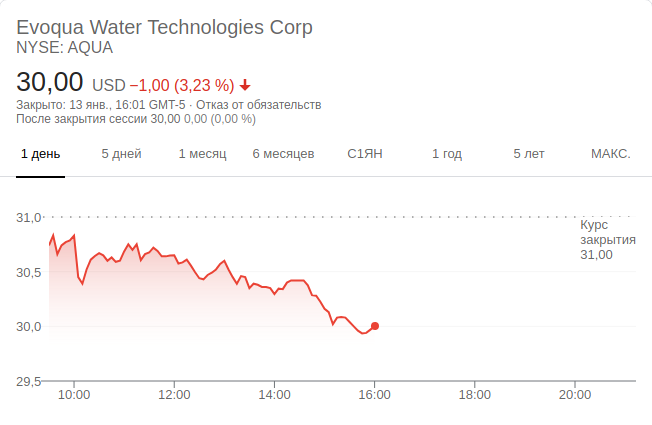 Evoqua Water Technologies Corp
NYSE: AQUA
30,00 USD −1,00 (3,23 %)
Закрыто: 13 янв., 16:01 GMT-5 · Отказ от обязательств
После закрытия сессии 30,00 0,00 (0,00 %)
1 день 5 дней 1 месяц 6 месяцев С1ЯН 1 год 5 лет МАКС.
31,0
Курс
закрытия
31,00
30,5
30,0
29,5
10:00 12:00 14:00 16:00 18:00 20:00